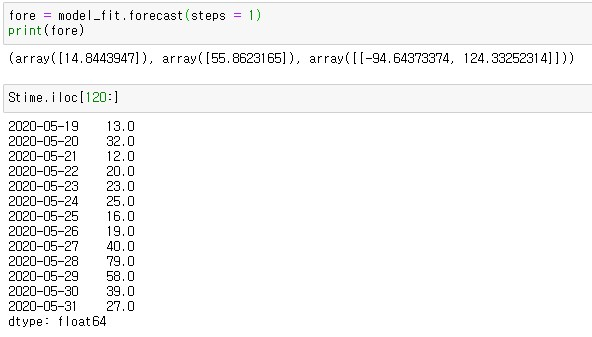 fore = model_fit.forecast(steps = 1)
print(fore)
(array([14.8443947]), array([55.8623165]), array([[-94.64373374, 124.33252314]]))
Stime.iloc[120:]
2020-05-19    13.0
2020-05-20    32.0
2020-05-21    12.0
2020-05-22    20.0
2020-05-23    23.0
2020-05-24    25.0
2020-05-25    16.0
2020-05-26    19.0
2020-05-27    40.0
2020-05-28    79.0
2020-05-29    58.0
2020-05-30    39.0
2020-05-31    27.0
dtype: float64